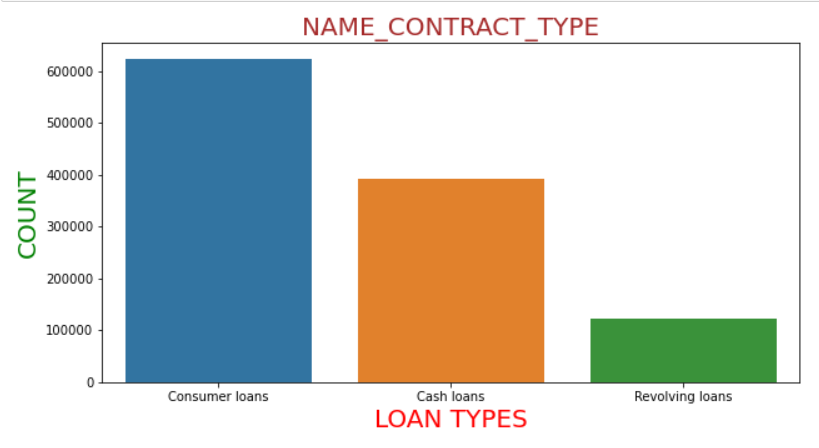 NAME_CONTRACT_TYPE
600000
500000
400000
300000
200000
100000
0
COUNT
Consumer loans
Cash loans
Revolving loans
LOAN TYPES